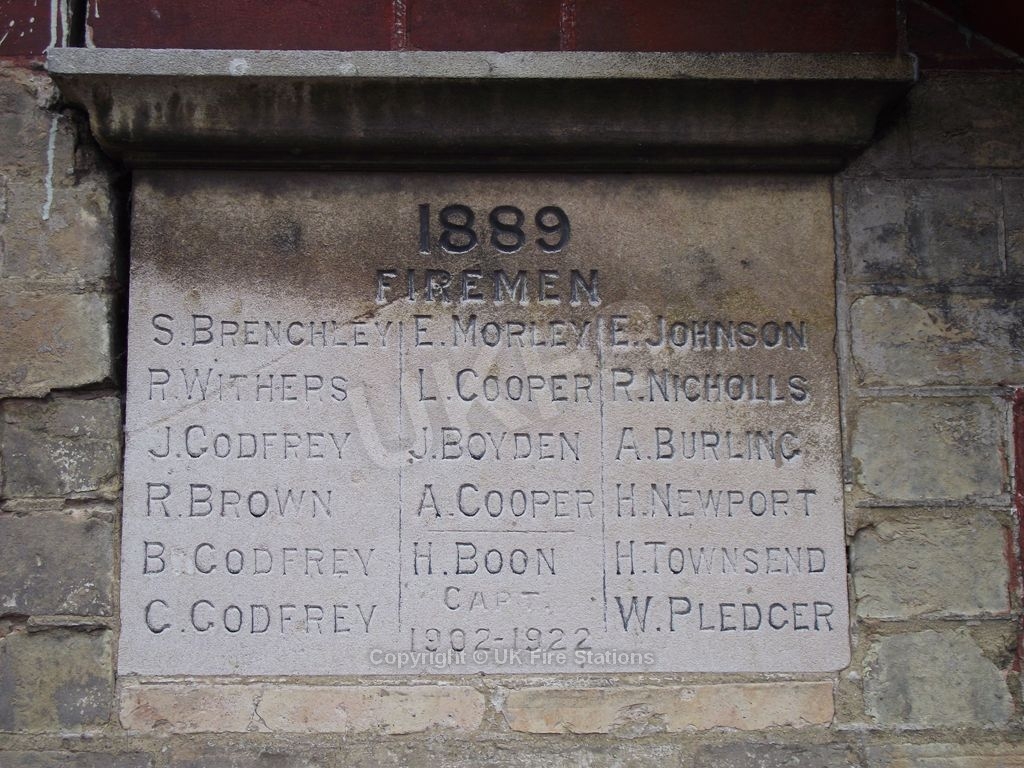 1889
FIREMEN
S. BRENCHLEY
R. WITHERS
J. GODFREY
R. BROWN
B. GODFREY
C. GODFREY
E. MORLEY
L. COOPER
J. BOYDEN
A. COOPER
H. BOON
CAPT.
1902-1922
E. JOHNSON
R. NICHOLLS
A. BURLING
H. NEWPORT
H. TOWNSEND
W. PLEDGER
UKFS
Copyright © UK Fire Stations